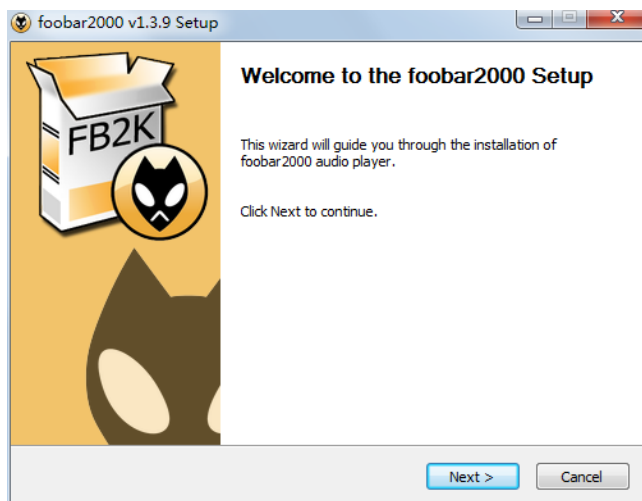 foobar2000 v1.3.9 Setup
FB2K
Welcome to the foobar2000 Setup
This wizard will guide you through the installation of
foobar2000 audio player.
Click Next to continue.
Next >
Cancel